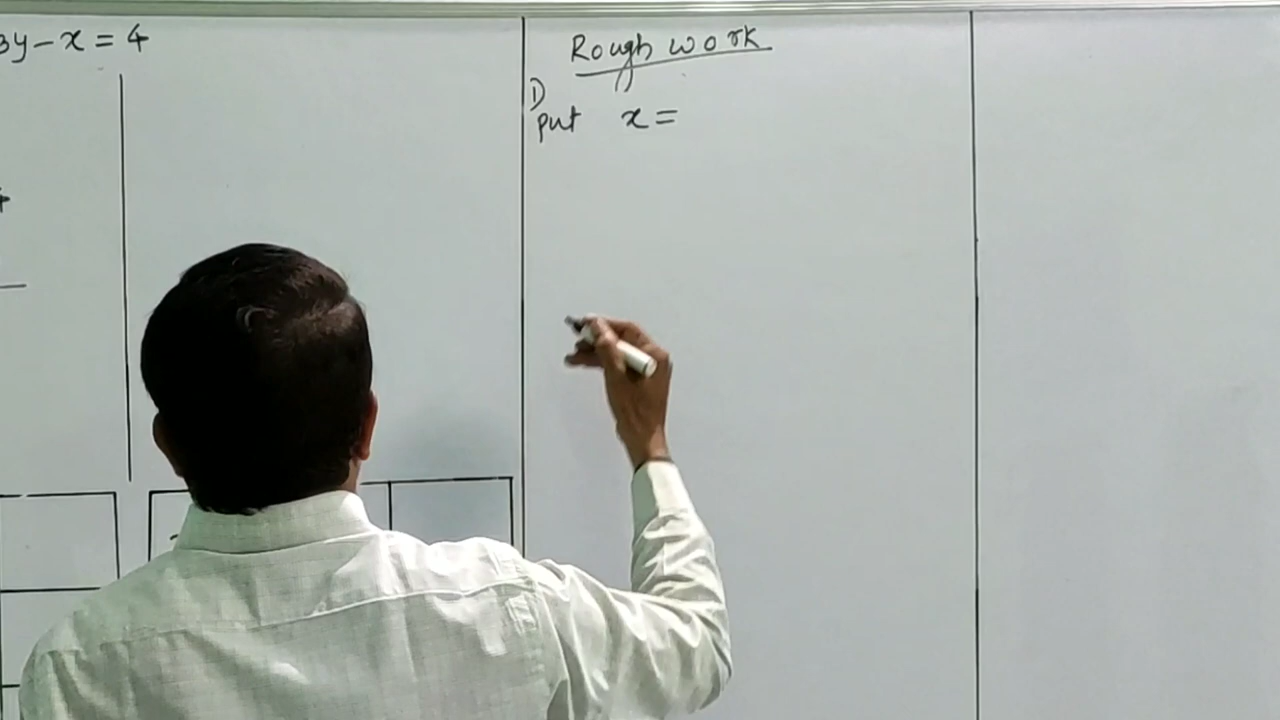 3y - x = 4
Rough work
1)
put x =